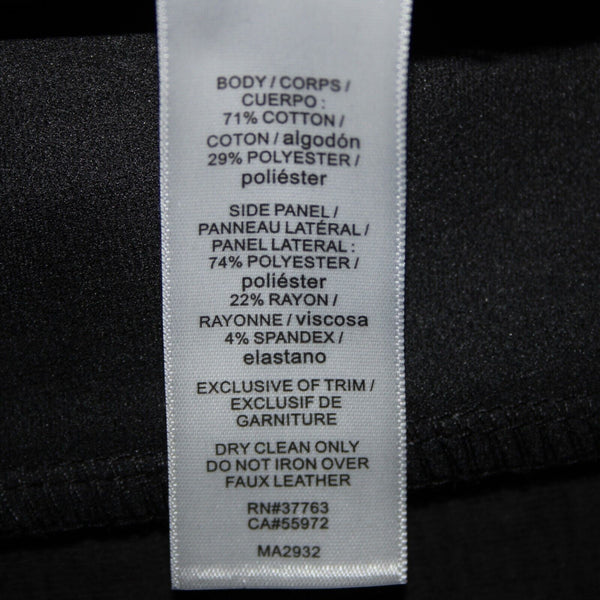 BODY / CORPS /
CUERPO :
71% COTTON /
COTON / algodón
29% POLYESTER /
poliéster
SIDE PANEL /
PANNEAU LATÉRAL /
PANEL LATERAL :
74% POLYESTER /
poliéster
22% RAYON /
RAYONNE / viscosa
4% SPANDEX /
elastano
EXCLUSIVE OF TRIM /
EXCLUSIF DE
GARNITURE
DRY CLEAN ONLY
DO NOT IRON OVER
FAUX LEATHER
RN#37763
CA#55972
MA2932